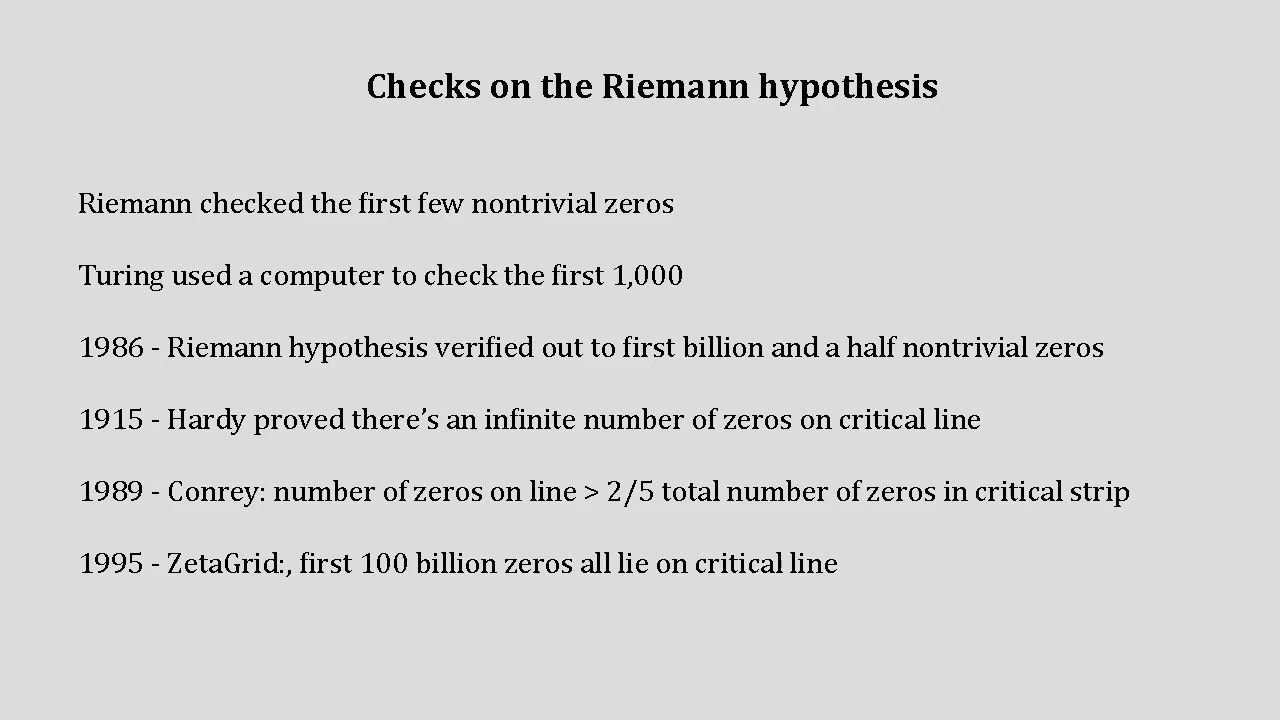 Checks on the Riemann hypothesis
Riemann checked the first few nontrivial zeros
Turing used a computer to check the first 1,000
1986 - Riemann hypothesis verified out to first billion and a half nontrivial zeros
1915 - Hardy proved there’s an infinite number of zeros on critical line
1989 - Conrey: number of zeros on line > 2/5 total number of zeros in critical strip
1995 - ZetaGrid:, first 100 billion zeros all lie on critical line